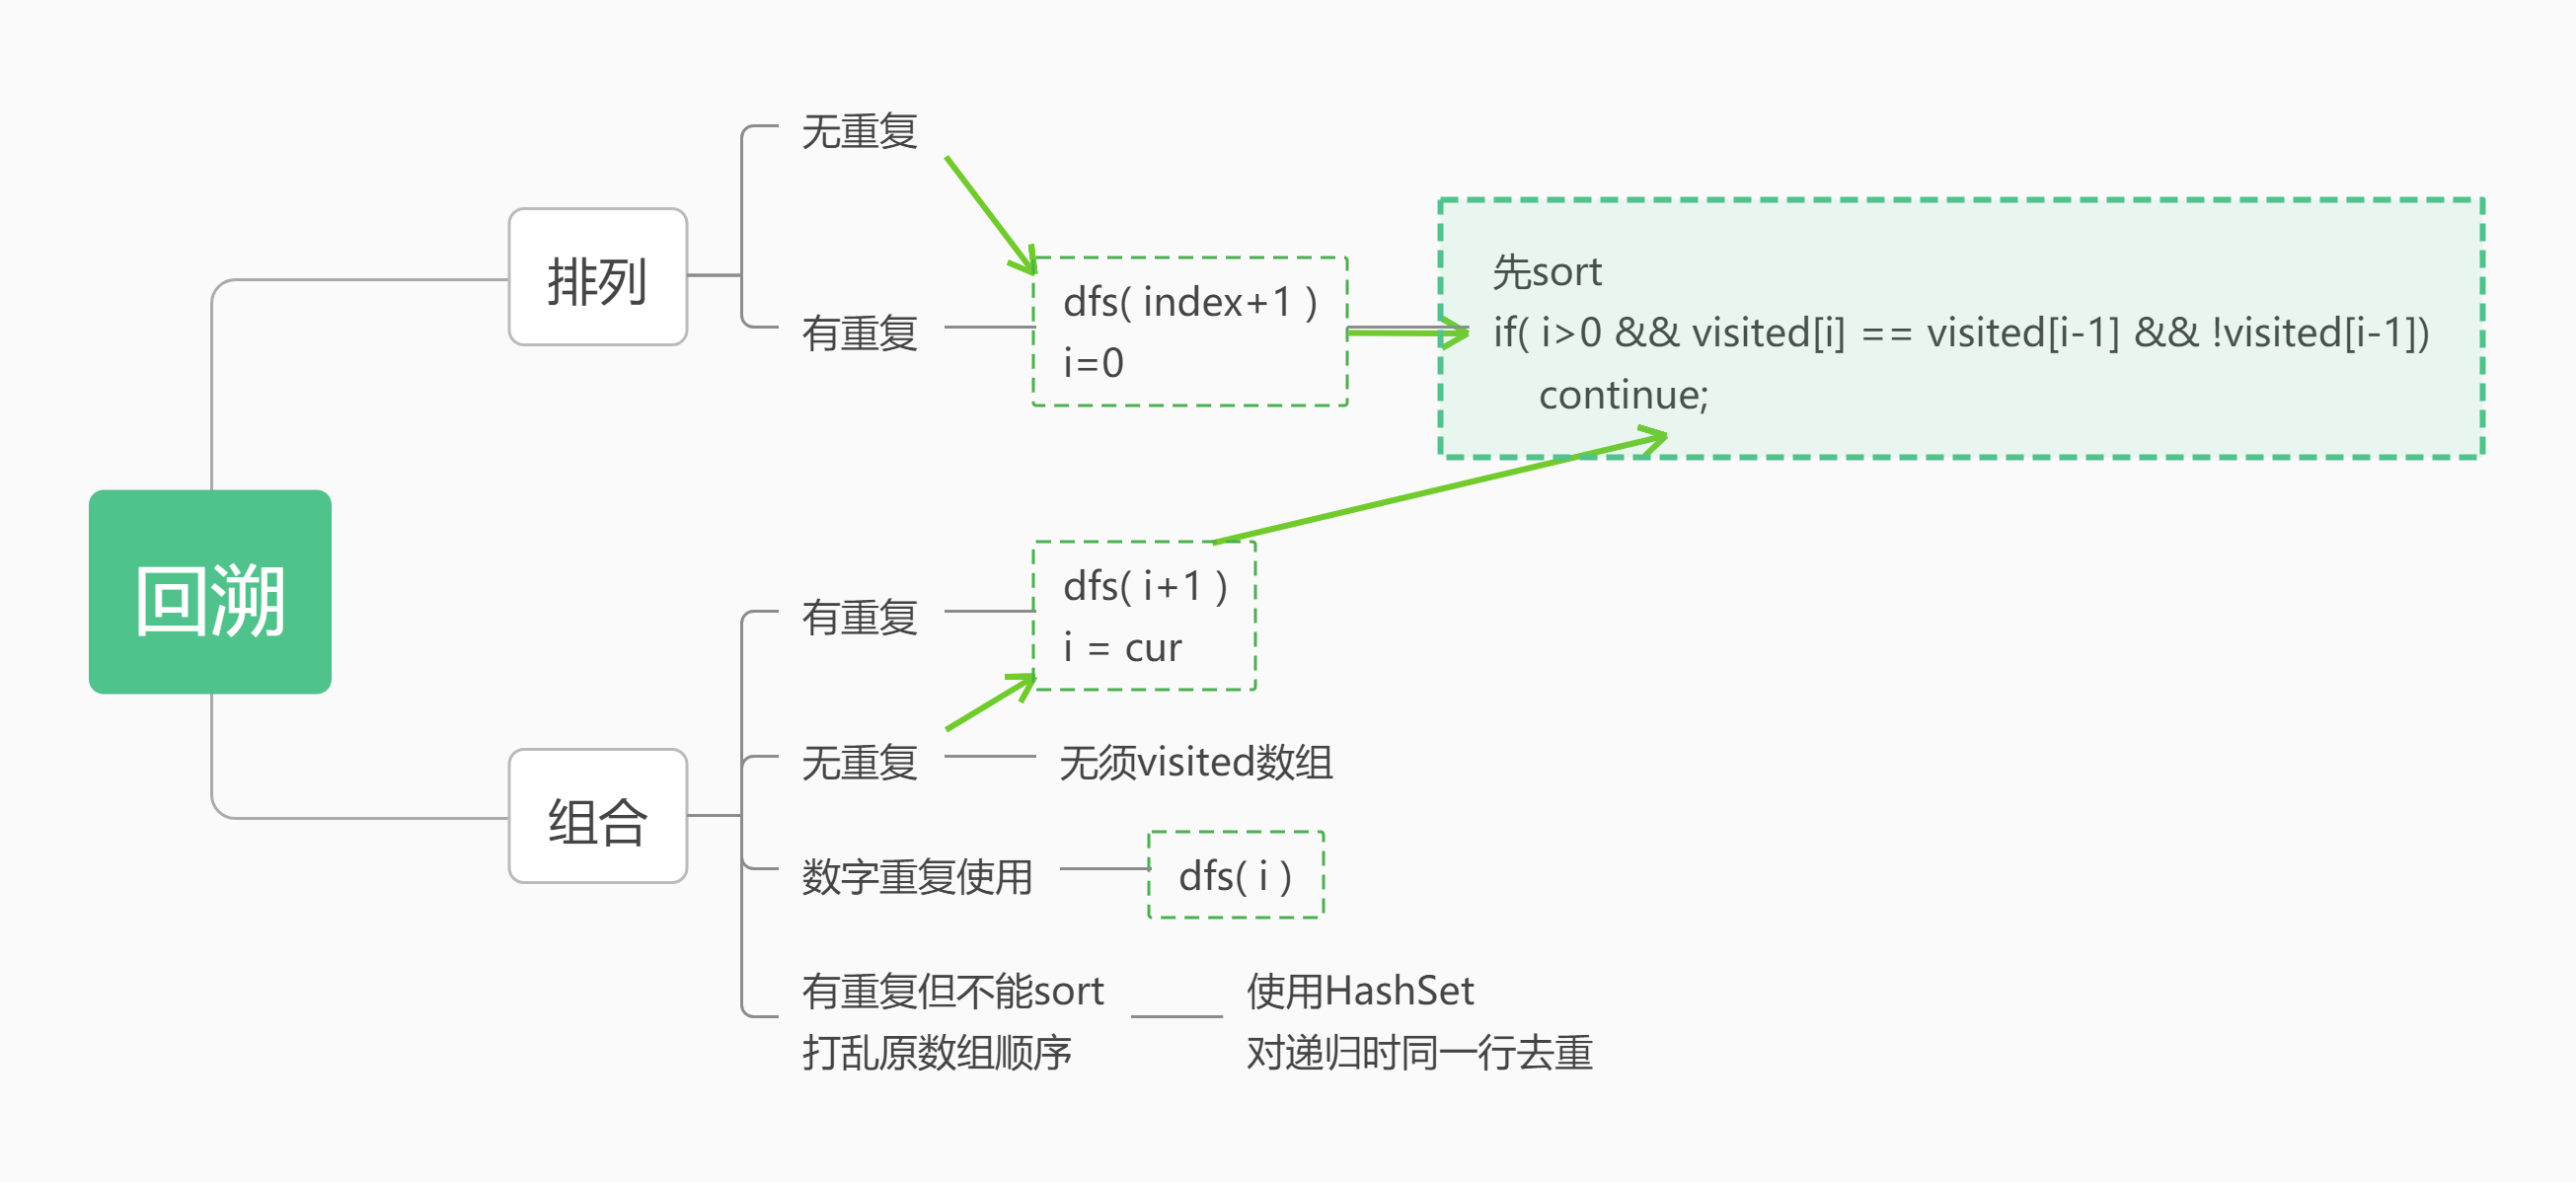 回溯
排列
无重复
有重复
dfs( index+1 )
i=0
先sort
if( i>0 && visited[i] == visited[i-1] && !visited[i-1])
continue;
组合
有重复
dfs( i+1 )
i = cur
无重复
无须visited数组
数字重复使用
dfs( i )
有重复但不能sort
打乱原数组顺序
使用HashSet
对递归时同一行去重